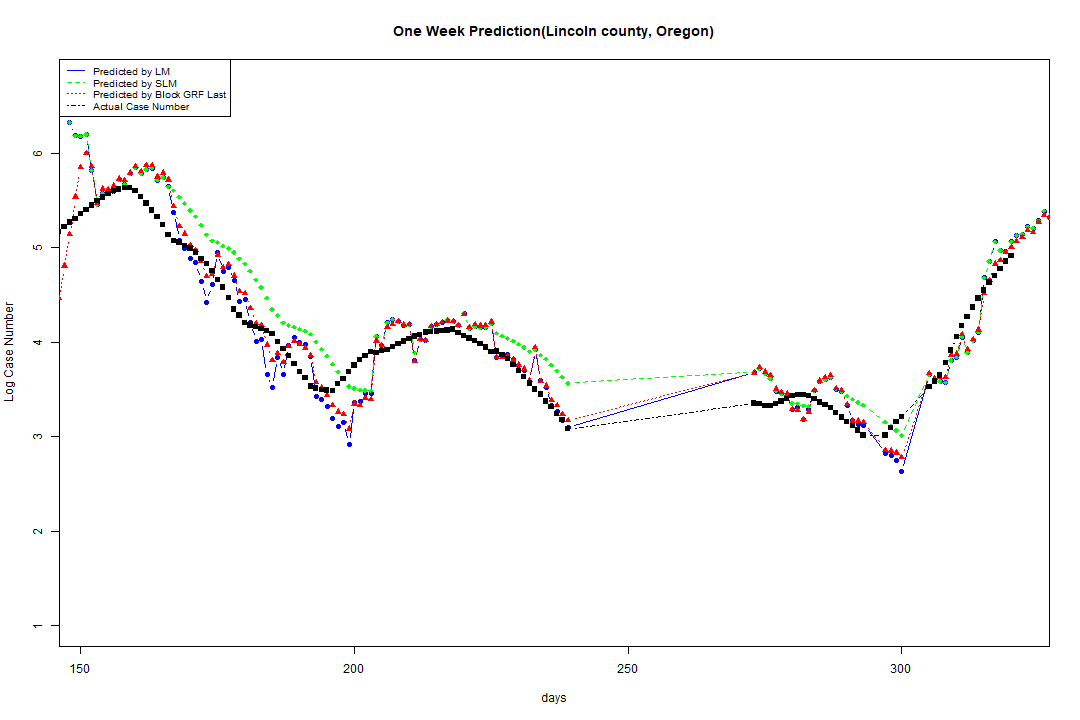 One Week Prediction(Lincoln county, Oregon)
Predicted by LM
Predicted by SLM
Predicted by Block GRF Last
Actual Case Number
Log Case Number
6
5
4
3
2
1
150
200
250
300
days